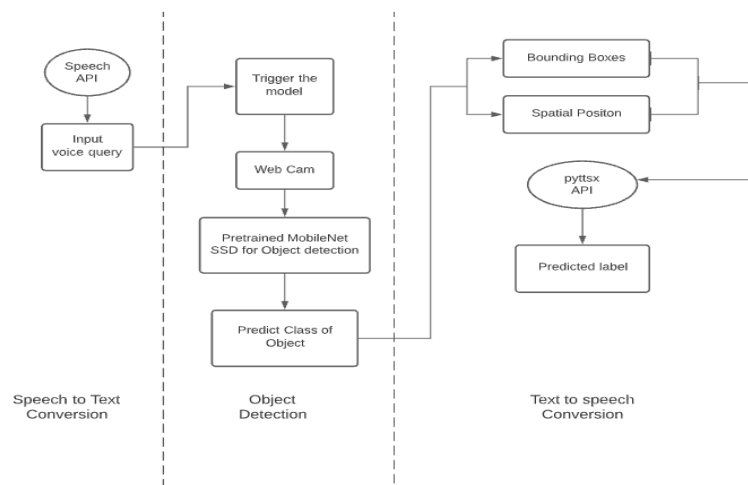 Speech
API
Input
voice query
Speech to Text
Conversion
Trigger the
model
Web Cam
Pretrained MobileNet
SSD for Object detection
Predict Class of
Object
Object
Detection
Bounding Boxes
Spatial Positon
pyttsx
API
Predicted label
Text to speech
Conversion